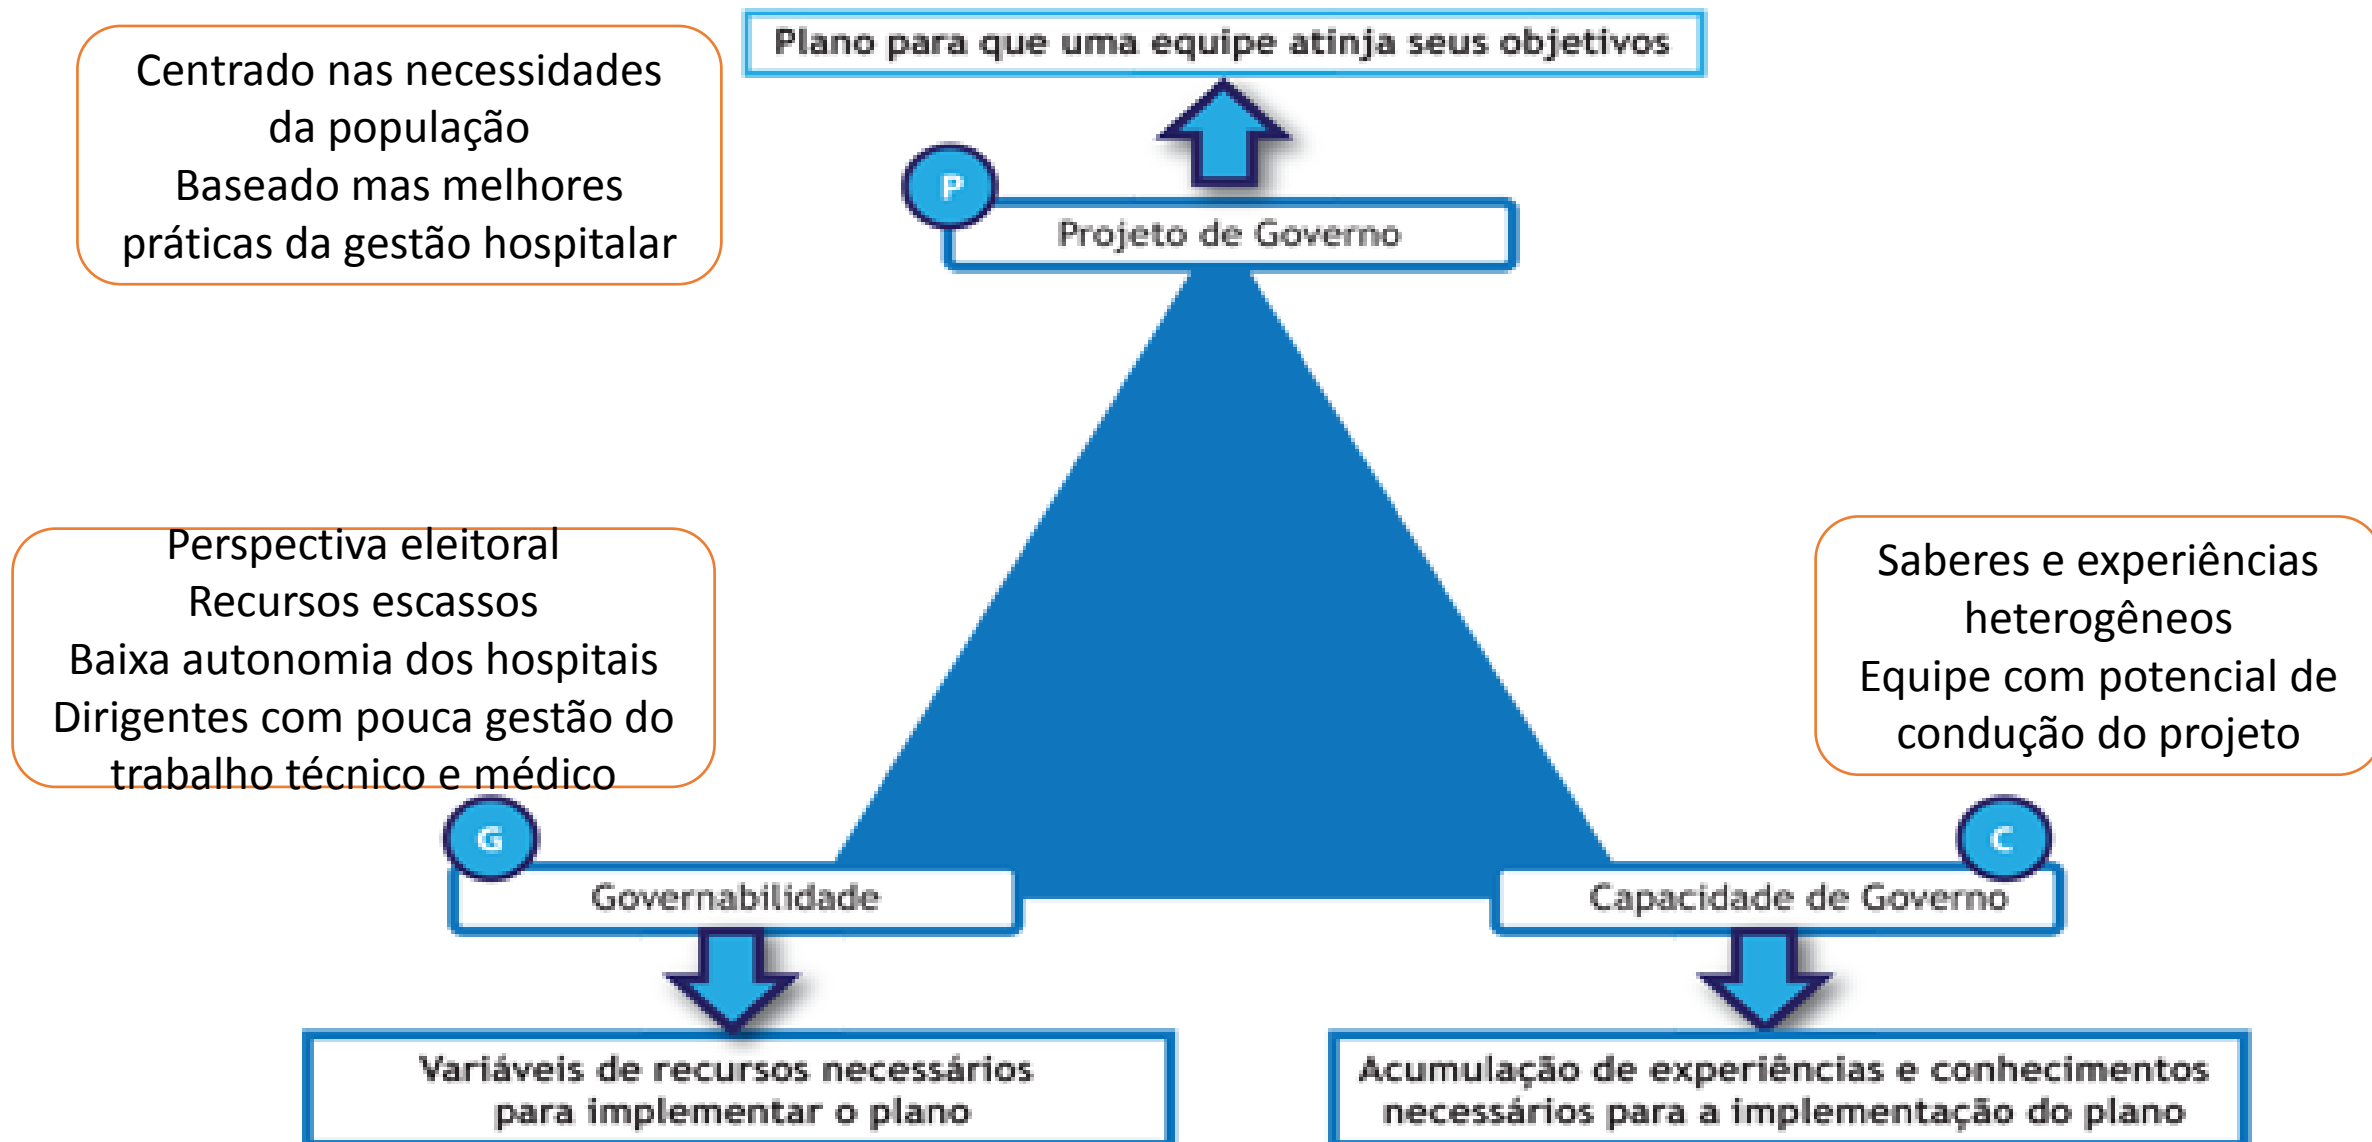 Plano para que uma equipe atinja seus objetivos
Centrado nas necessidades
da população
Baseado mas melhores
práticas da gestão hospitalar
P
Projeto de Governo
Perspectiva eleitoral
Recursos escassos
Baixa autonomia dos hospitais
Dirigentes com pouca gestão do
trabalho técnico e médico
Saberes e experiências
heterogêneos
Equipe com potencial de
condução do projeto
G
Governabilidade
C
Capacidade de Governo
Variáveis de recursos necessários
para implementar o plano
Acumulação de experiências e conhecimentos
necessários para a implementação do plano